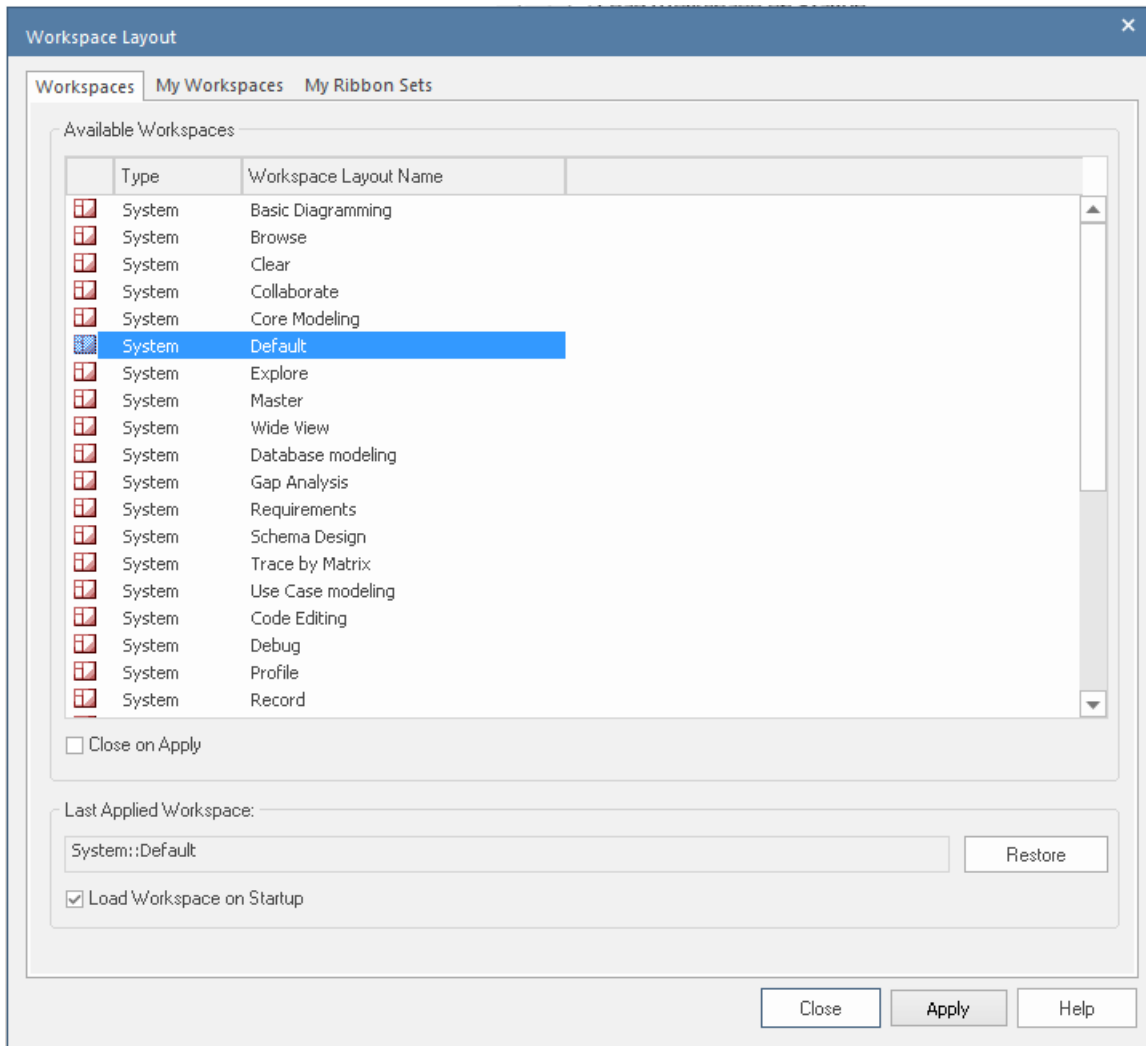 Workspace Layout
Workspaces My Workspaces My Ribbon Sets
Available Workspaces
Type Workspace Layout Name
System Basic Diagramming
System Browse
System Clear
System Collaborate
System Core Modeling
System Default
System Explore
System Master
System Wide View
System Database modeling
System Gap Analysis
System Requirements
System Schema Design
System Trace by Matrix
System Use Case modeling
System Code Editing
System Debug
System Profile
System Record
Close on Apply
Last Applied Workspace:
System::Default
Restore
Load Workspace on Startup
Close Apply Help